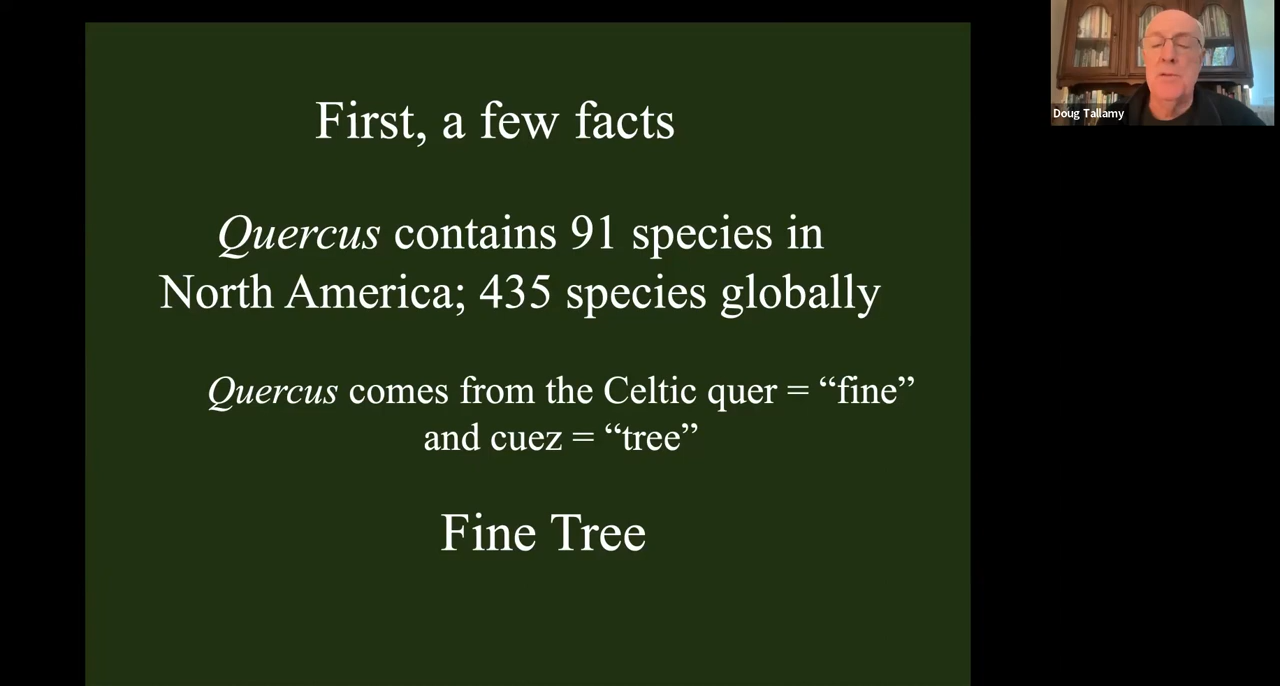 First, a few facts
Quercus contains 91 species in
North America; 435 species globally
Quercus comes from the Celtic quer = “fine”
and cuez = “tree”
Fine Tree
Doug Tallamy